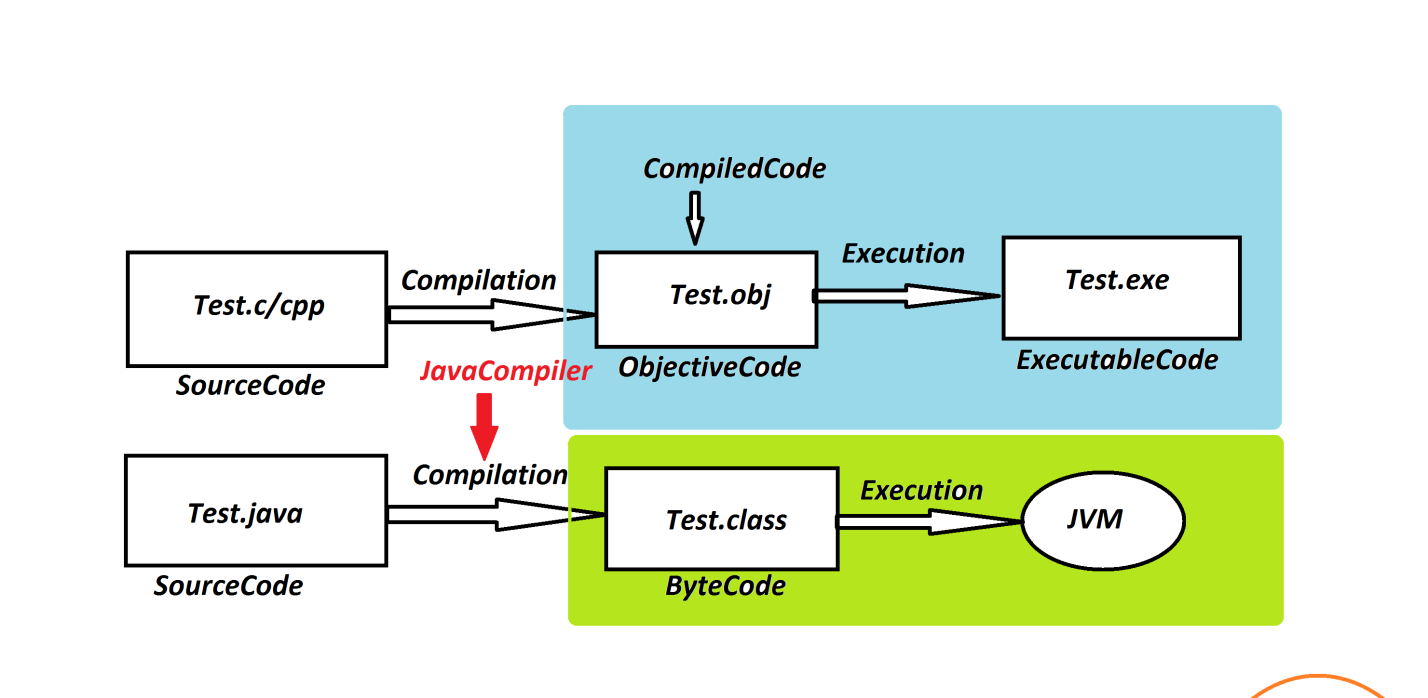 CompiledCode
Compilation
Execution
Test.c/cpp
Test.obj
Test.exe
SourceCode
JavaCompiler
ObjectiveCode
ExecutableCode
Compilation
Execution
Test.java
Test.class
JVM
SourceCode
ByteCode